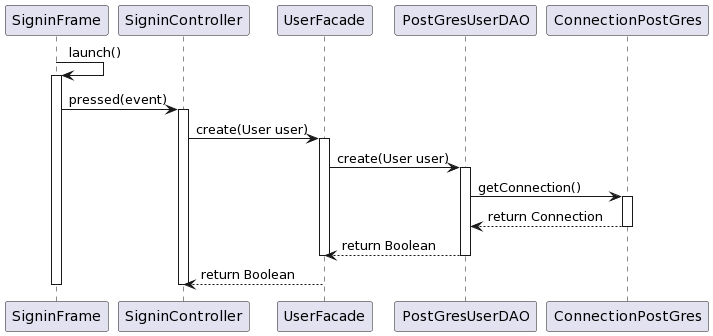 SigninFrame
SigninController
UserFacade
PostGresUserDAO
ConnectionPostGres
launch()
pressed(event)
create(User user)
create(User user)
getConnection()
return Connection
return Boolean
return Boolean
SigninFrame
SigninController
UserFacade
PostGresUserDAO
ConnectionPostGres